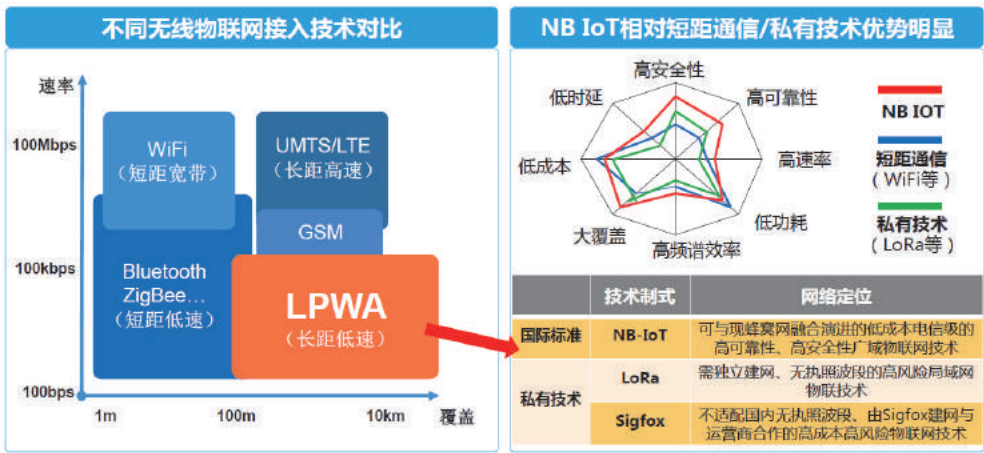 不同无线物联网接入技术对比
速率
100Mbps
100kbps
100bps
WiFi
（短距宽带）
UMTS/LTE
（长距高速）
GSM
Bluetooth
ZigBee…
（短距低速）
LPWA
（长距低速）
1m
100m
10km
覆盖
NB IoT相对短距通信/私有技术优势明显
高安全性
高可靠性
高速率
低功耗
高频谱效率
大覆盖
低成本
低时延
NB IOT
短距通信
（WiFi等）
私有技术
（LoRa等）
技术制式
网络定位
国际标准
NB-IoT
可与现蜂窝网融合演进的低成本电信级的
高可靠性、高安全性广域物联网技术
私有技术
LoRa
需独立建网、无执照波段的高风险局域网
物联技术
Sigfox
不适配国内无执照波段、由Sigfox建网与
运营商合作的高成本高风险物联网技术